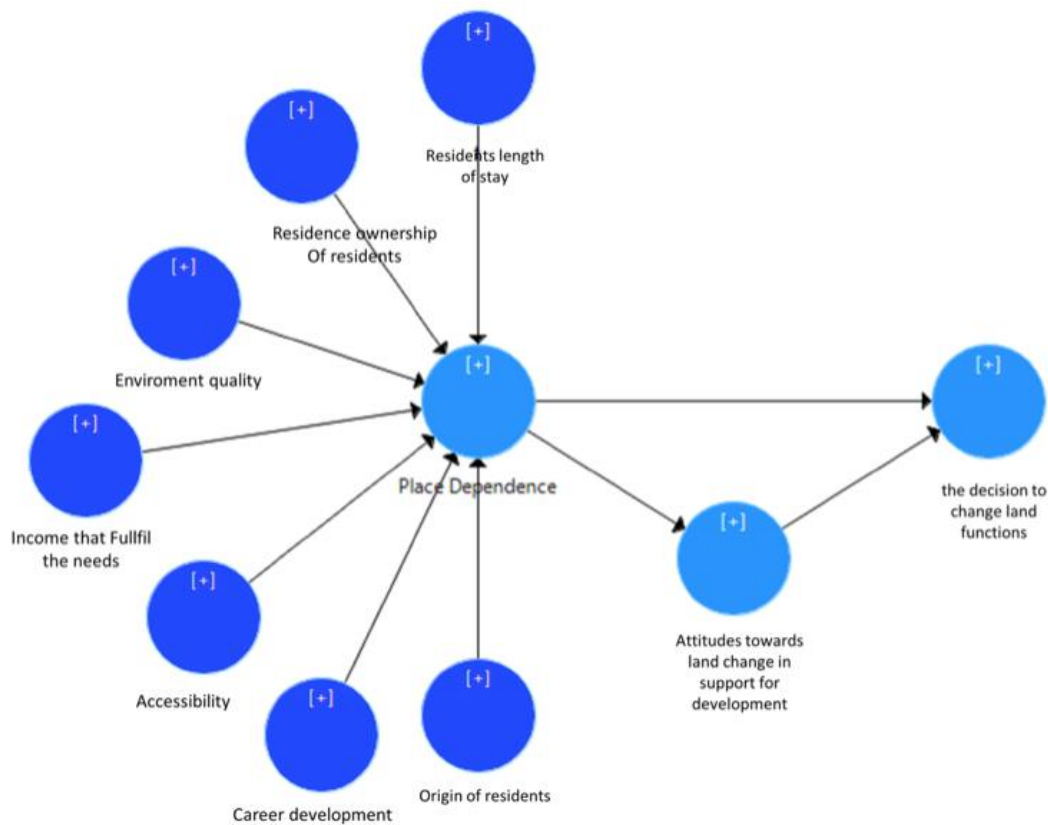 [+]
Residents length
of stay
[+]
Residence ownership
Of residents
[+]
Enviroment quality
[+]
Income that Fullfil
the needs
[+]
Accessibility
[+]
Career development
[+]
Origin of residents
[+]
Place Dependence
[+]
Attitudes towards
land change in
support for
development
[+]
the decision to
change land
functions